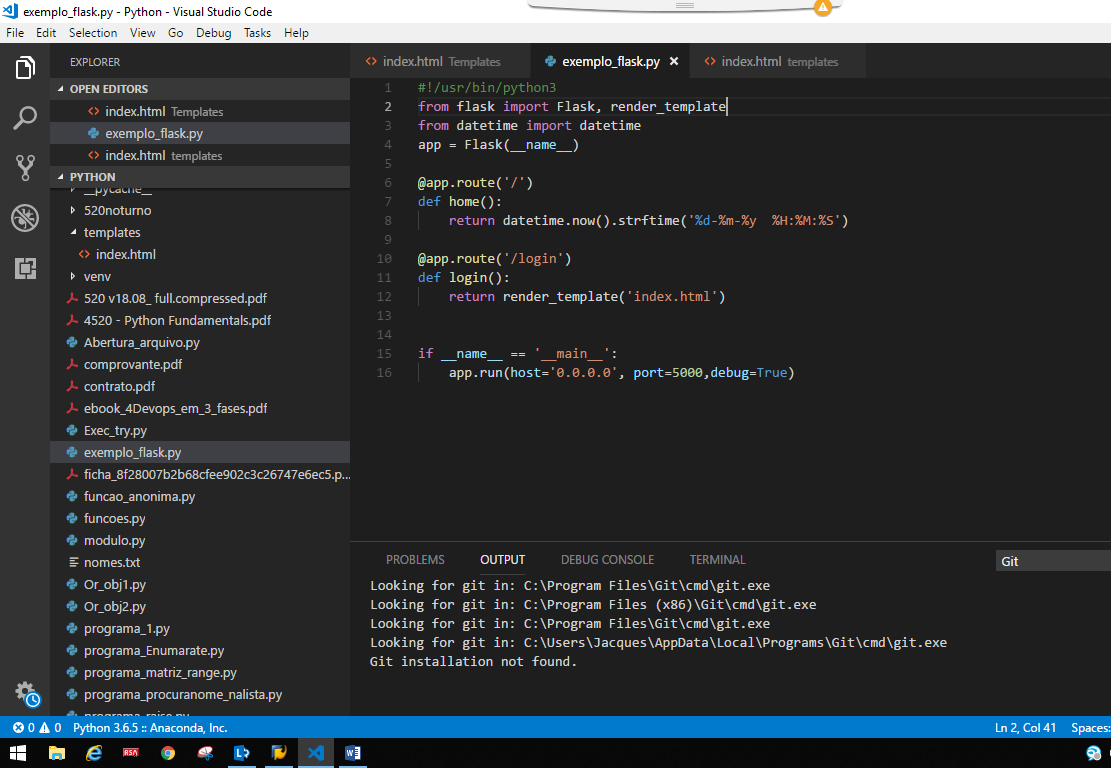 exemplo_flask.py - Python - Visual Studio Code
File Edit Selection View Go Debug Tasks Help
EXPLORER
OPEN EDITORS
index.html Templates
exemplo_flask.py
index.html templates
PYTHON
__pycache__
520noturno
templates
index.html
venv
520 v18.08_ full.compressed.pdf
4520 - Python Fundamentals.pdf
Abertura_arquivo.py
comprovante.pdf
contrato.pdf
ebook_4Devops_em_3_fases.pdf
Exec_try.py
exemplo_flask.py
ficha_8f28007b2b68cfee902c3c26747e6ec5.p...
funcao_anonima.py
funcoes.py
modulo.py
nomes.txt
Or_obj1.py
Or_obj2.py
programa_1.py
programa_Enumarate.py
programa_matriz_range.py
programa_procuranome_nalista.py
programa_raise.py
index.html Templates exemplo_flask.py × index.html templates
1 #!/usr/bin/python3
2 from flask import Flask, render_template
3 from datetime import datetime
4 app = Flask(__name__)
5
6 @app.route('/')
7 def home():
8 return datetime.now().strftime('%d-%m-%y  %H:%M:%S')
9
10 @app.route('/login')
11 def login():
12 return render_template('index.html')
13
14
15 if __name__ == '__main__':
16 app.run(host='0.0.0.0', port=5000,debug=True)
PROBLEMS OUTPUT DEBUG CONSOLE TERMINAL Git
Looking for git in: C:\Program Files\Git\cmd\git.exe
Looking for git in: C:\Program Files (x86)\Git\cmd\git.exe
Looking for git in: C:\Program Files\Git\cmd\git.exe
Looking for git in: C:\Users\Jacques\AppData\Local\Programs\Git\cmd\git.exe
Git installation not found.
0 0 Python 3.6.5 :: Anaconda, Inc. Ln 2, Col 41 Spaces:
RSA